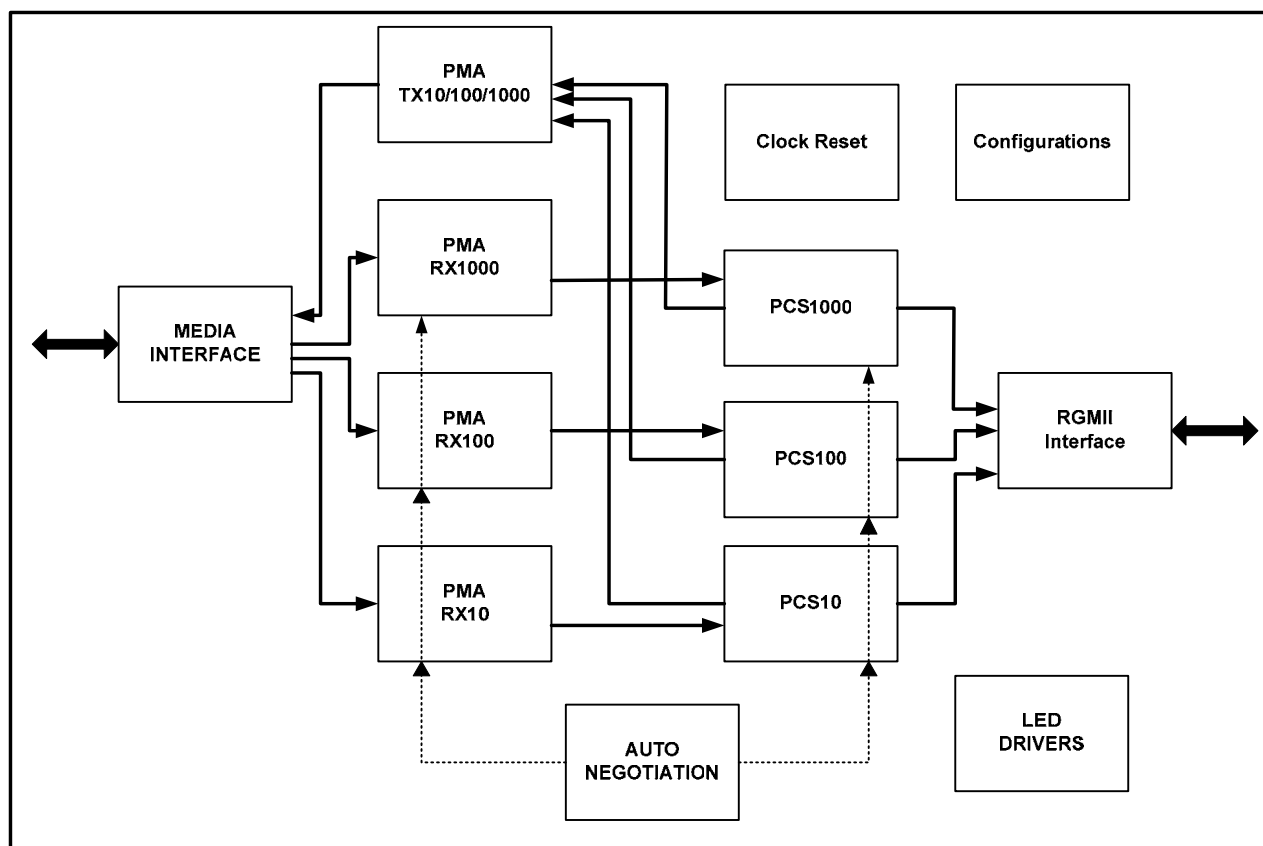 PMA
TX10/100/1000
Clock Reset
Configurations
PMA
RX1000
PCS1000
MEDIA
INTERFACE
PMA
RX100
PCS100
RGMII
Interface
PMA
RX10
PCS10
AUTO
NEGOTIATION
LED
DRIVERS